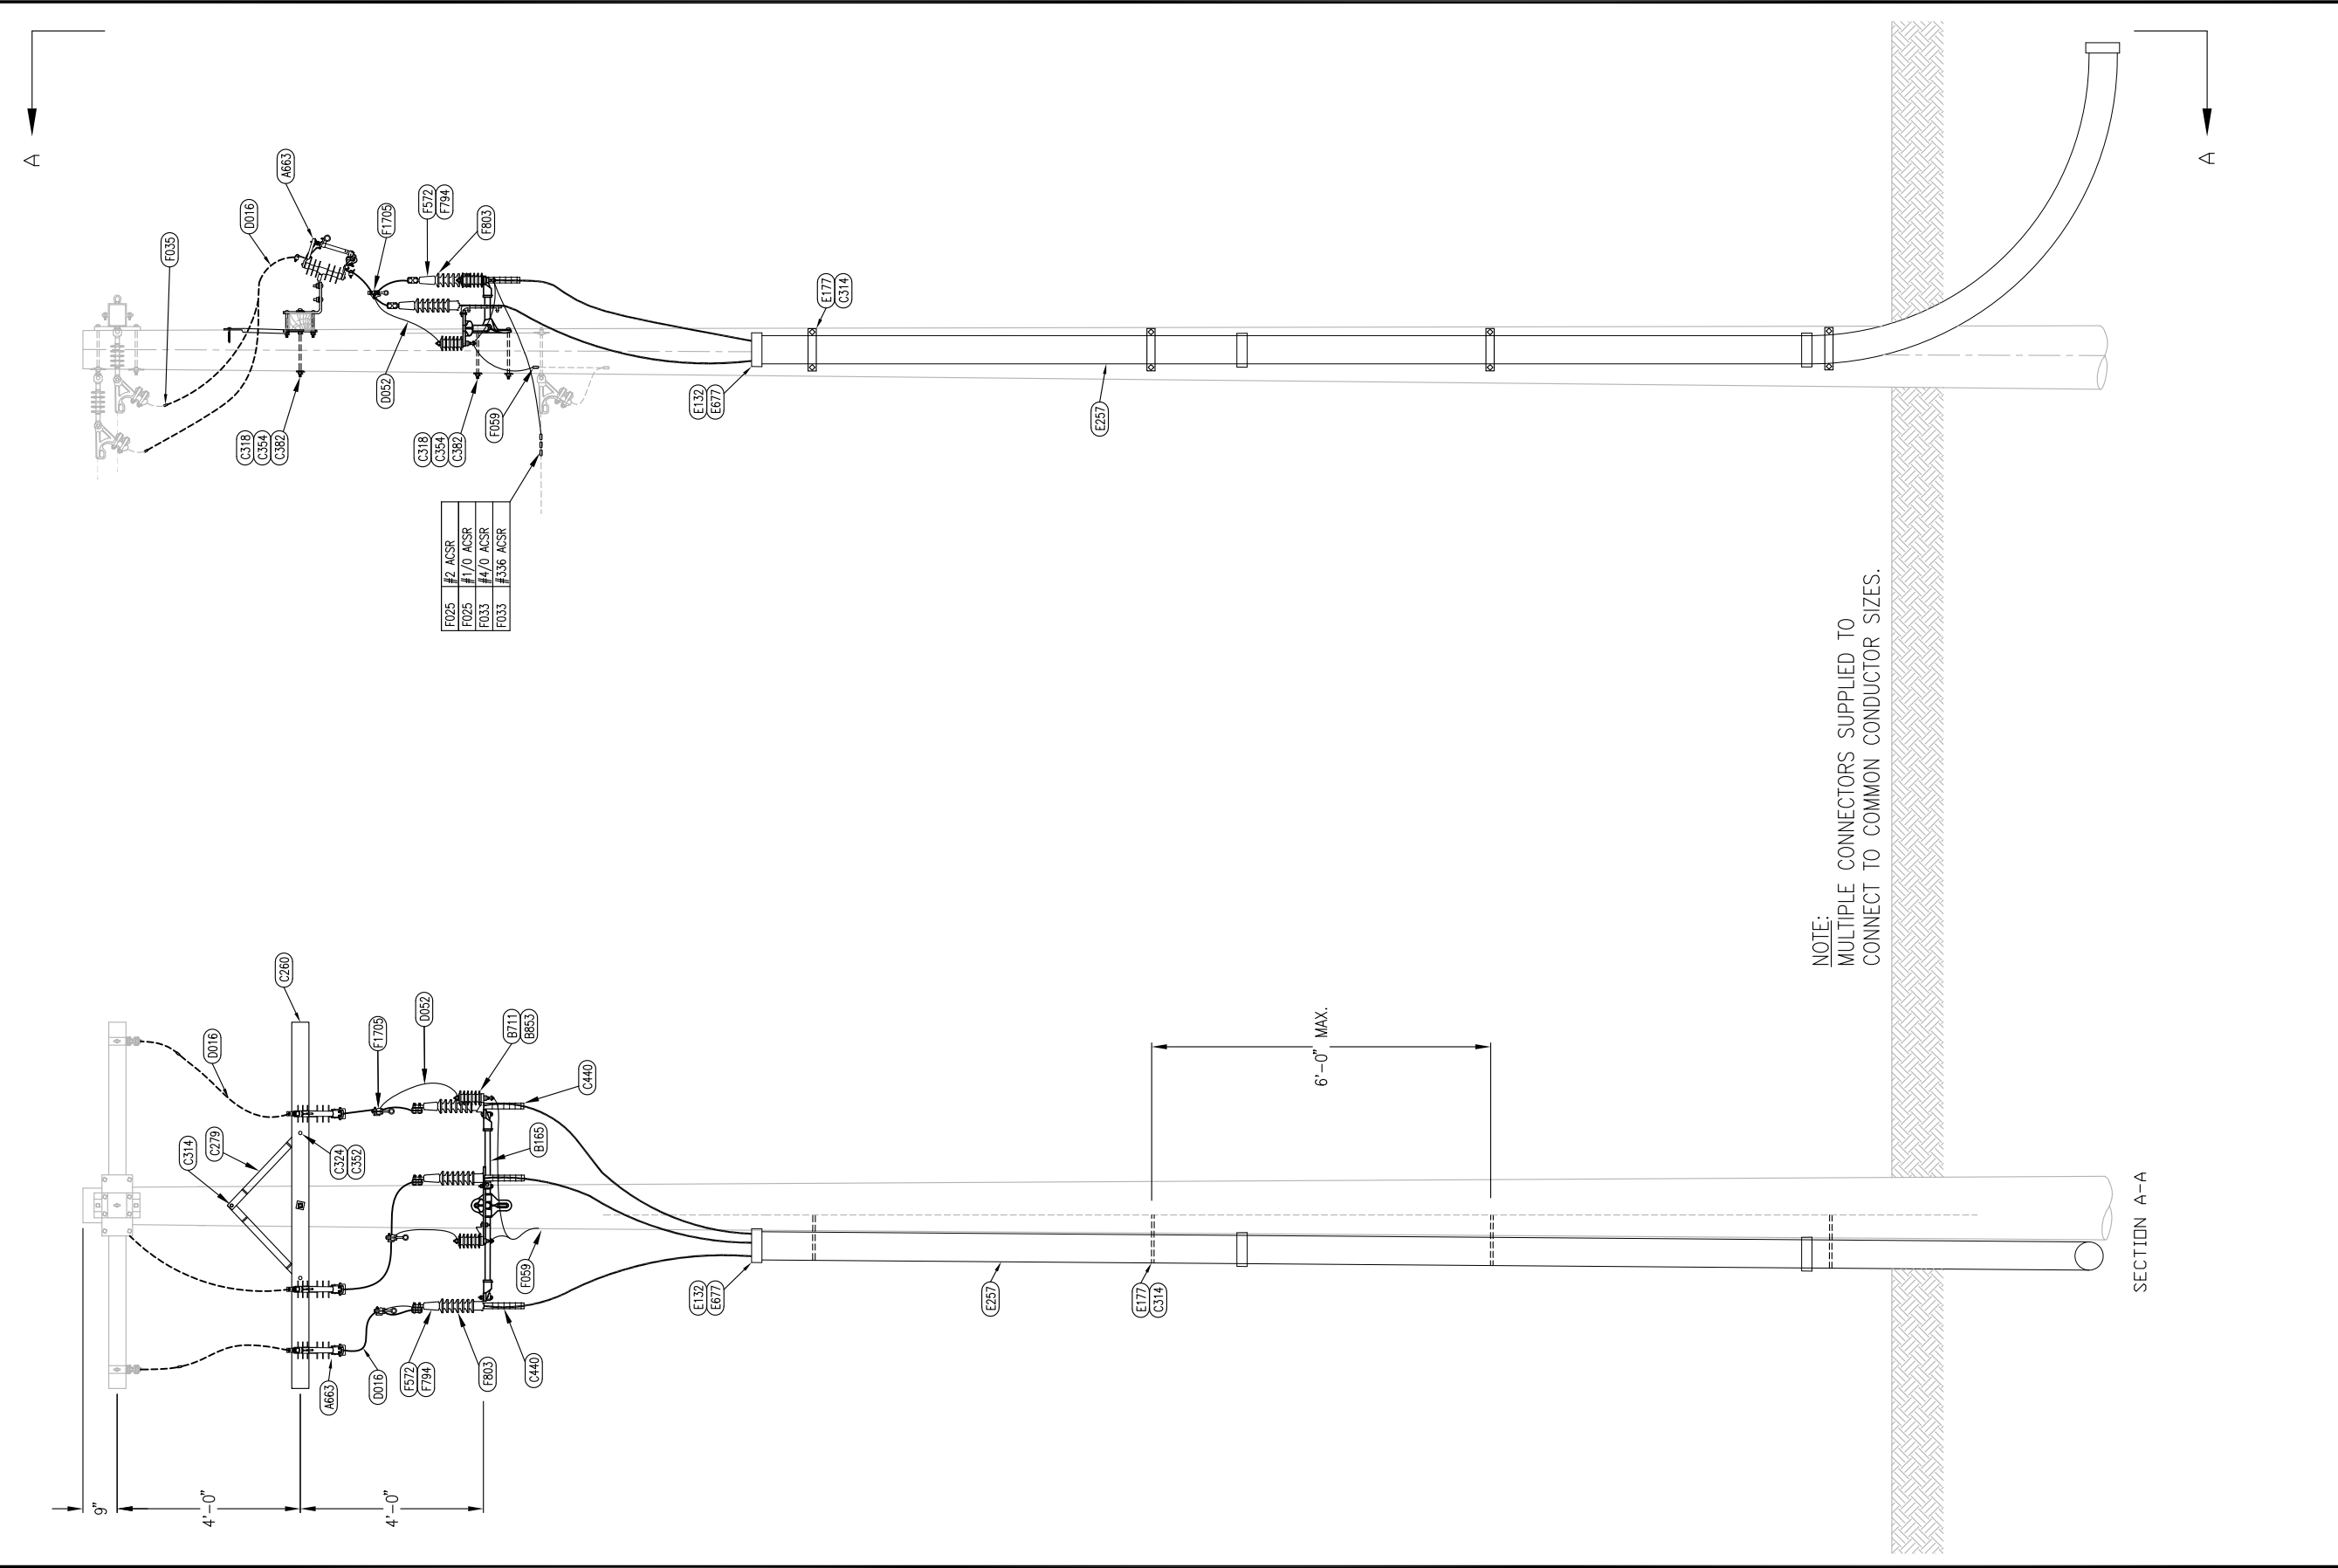 A
A
F035
D016
A663
F1705
F572
F794
F803
C318
C354
C382
D052
C318
C354
C382
F059
F025 #2 ACSR
F025 #1/0 ACSR
F033 #4/0 ACSR
F033 #336 ACSR
E132
E677
E177
C314
E257
NOTE:
MULTIPLE CONNECTORS SUPPLIED TO
CONNECT TO COMMON CONDUCTOR SIZES.
C260
D016
C314
C279
C324
C352
F1705
D052
B711
B853
C440
B165
A663
D016
F572
F794
F803
C440
F059
E132
E677
E257
E177
C314
6'-0" MAX.
9"
4'-0"
4'-0"
SECTION A-A